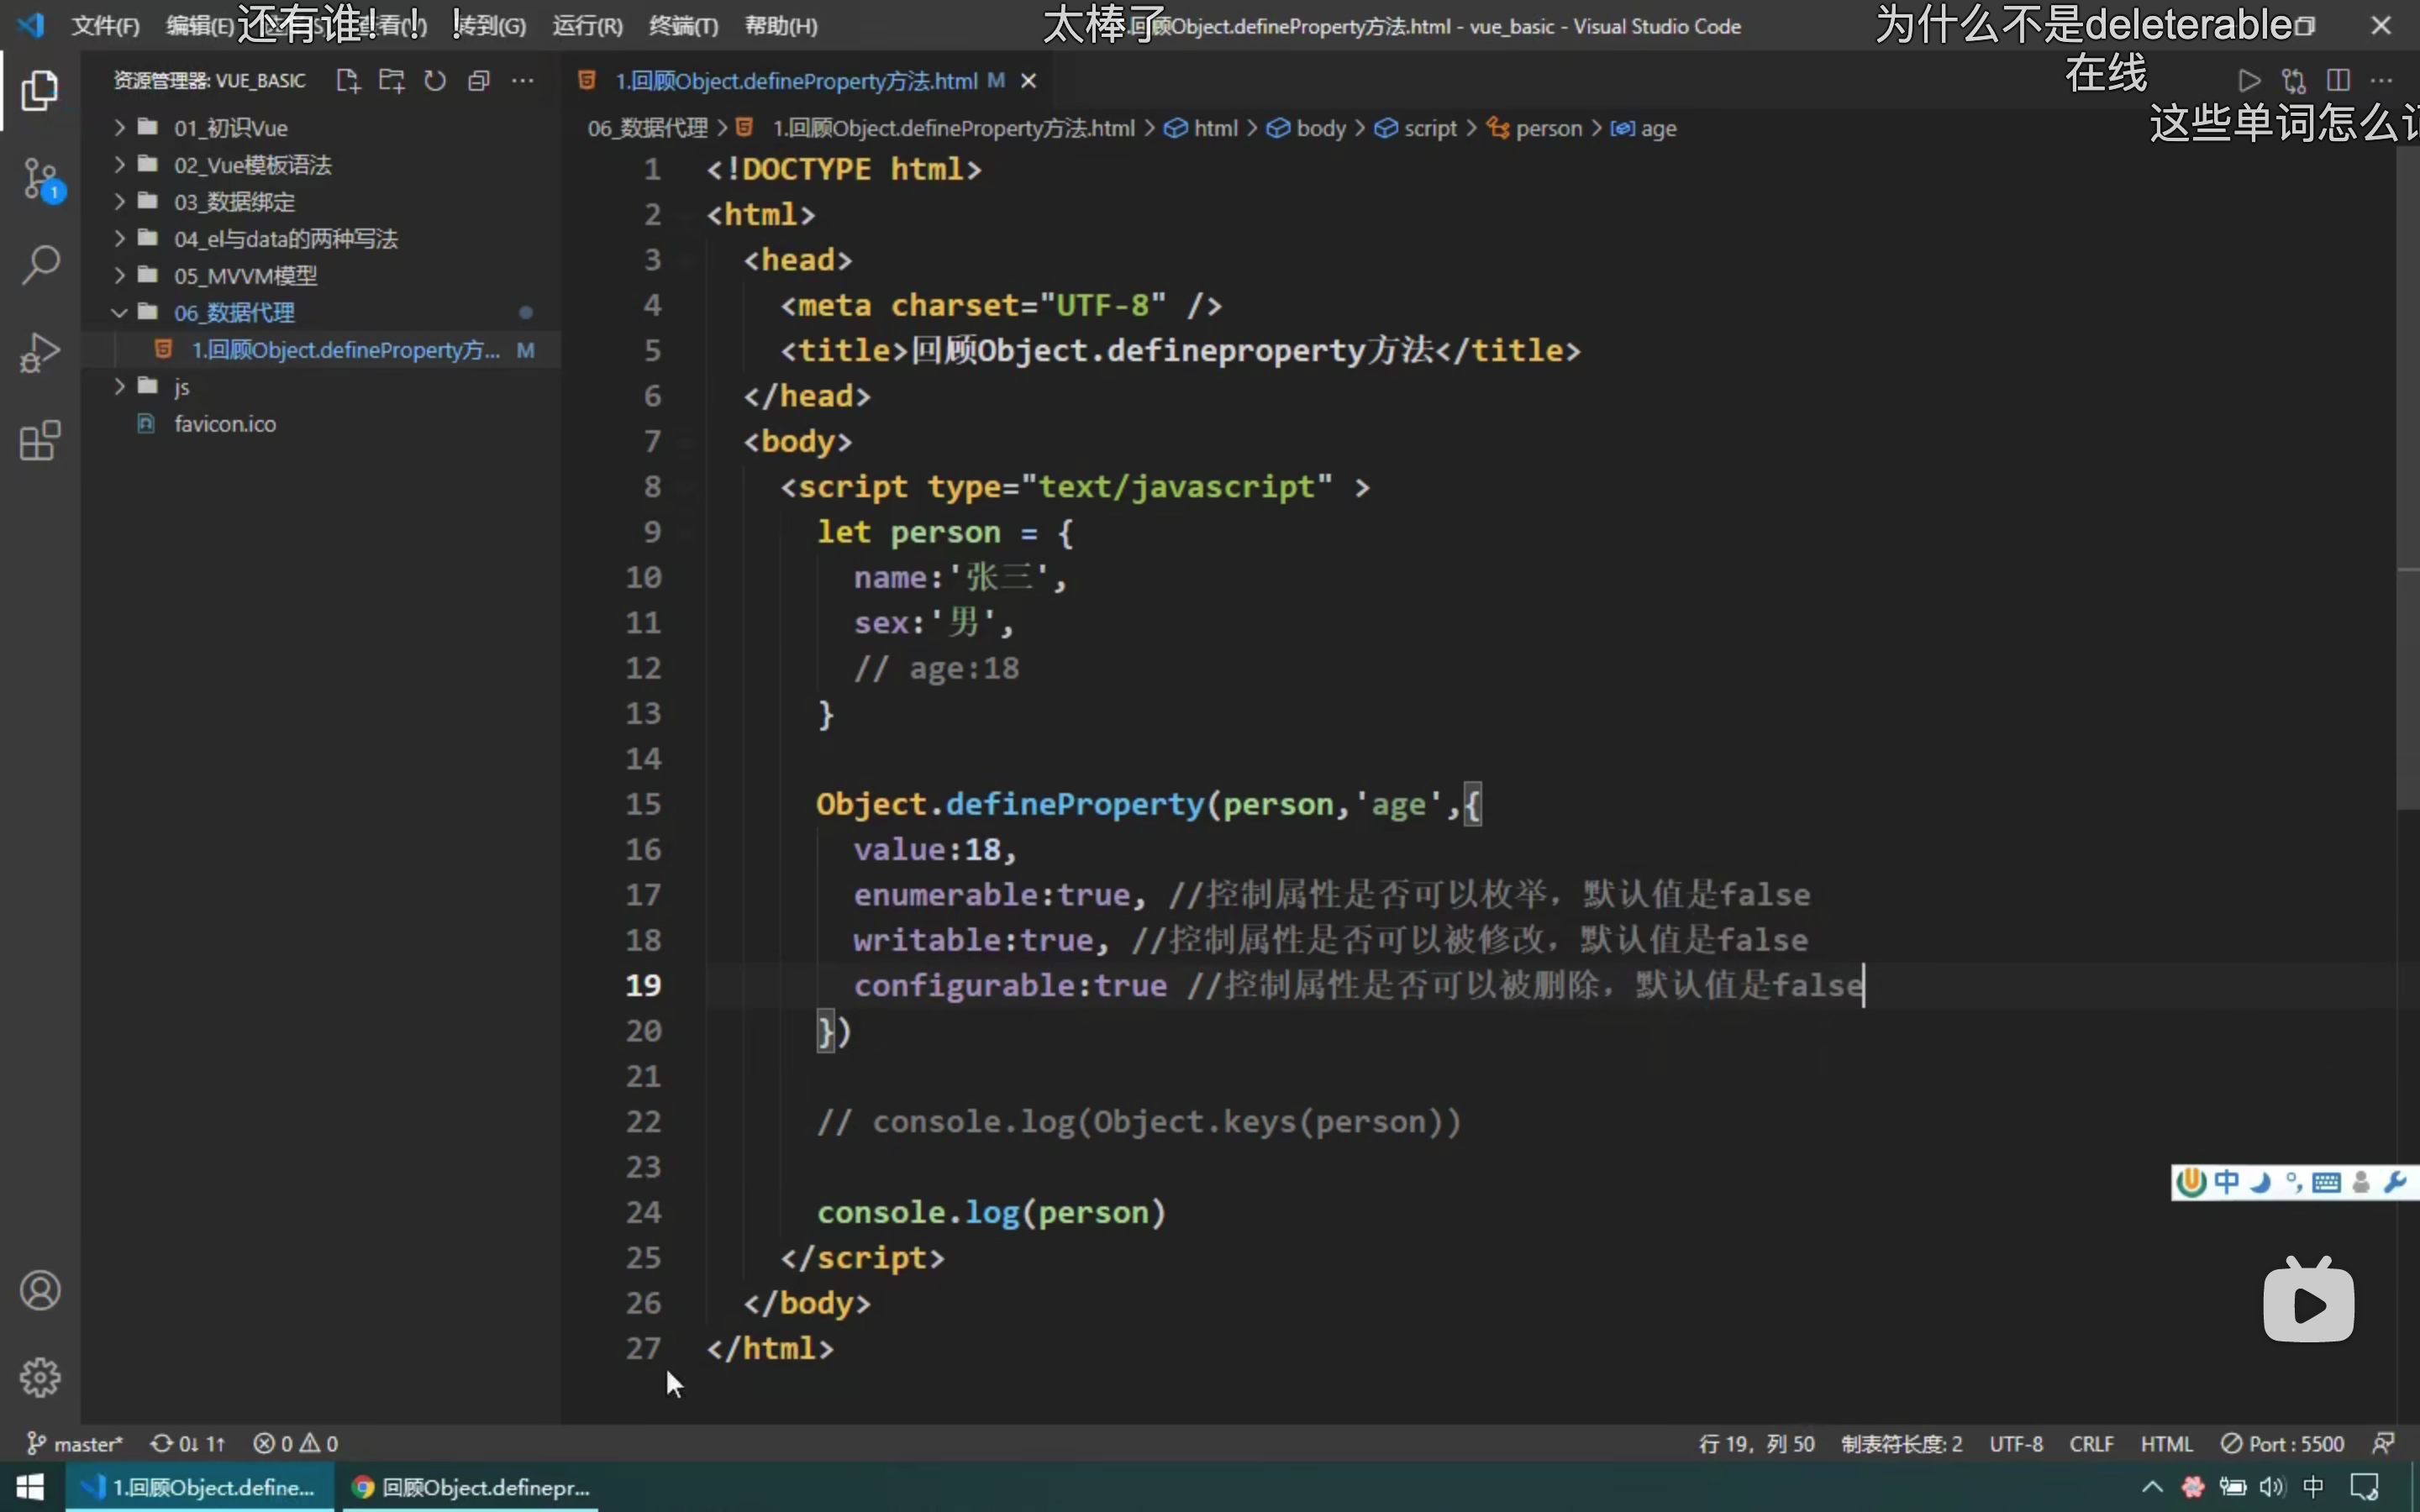 文件(F) 编辑(E) 查看(V) 转到(G) 运行(R) 终端(T) 帮助(H)
回顾Object.defineProperty方法.html - vue_basic - Visual Studio Code
还有谁！！！
太棒了
为什么不是deleterable
在线
这些单词怎么
资源管理器: VUE_BASIC
1.回顾Object.defineProperty方法.html M
06_数据代理 > 1.回顾Object.defineProperty方法.html > html > body > script > person > age
01_初识Vue
02_Vue模板语法
03_数据绑定
04_el与data的两种写法
05_MVVM模型
06_数据代理
1.回顾Object.defineProperty方... M
js
favicon.ico
1
1 <!DOCTYPE html>
2 <html>
3 <head>
4 <meta charset="UTF-8" />
5 <title>回顾Object.defineproperty方法</title>
6 </head>
7 <body>
8 <script type="text/javascript" >
9 let person = {
10 name:'张三',
11 sex:'男',
12 // age:18
13 }
14
15 Object.defineProperty(person,'age',{
16 value:18,
17 enumerable:true, //控制属性是否可以枚举，默认值是false
18 writable:true, //控制属性是否可以被修改，默认值是false
19 configurable:true //控制属性是否可以被删除，默认值是false
20 })
21
22 // console.log(Object.keys(person))
23
24 console.log(person)
25 </script>
26 </body>
27 </html>
中
master* 0↓ 1↑ 0 0
行 19，列 50 制表符长度: 2 UTF-8 CRLF HTML Port : 5500
1.回顾Object.define... 回顾Object.definepr... 中